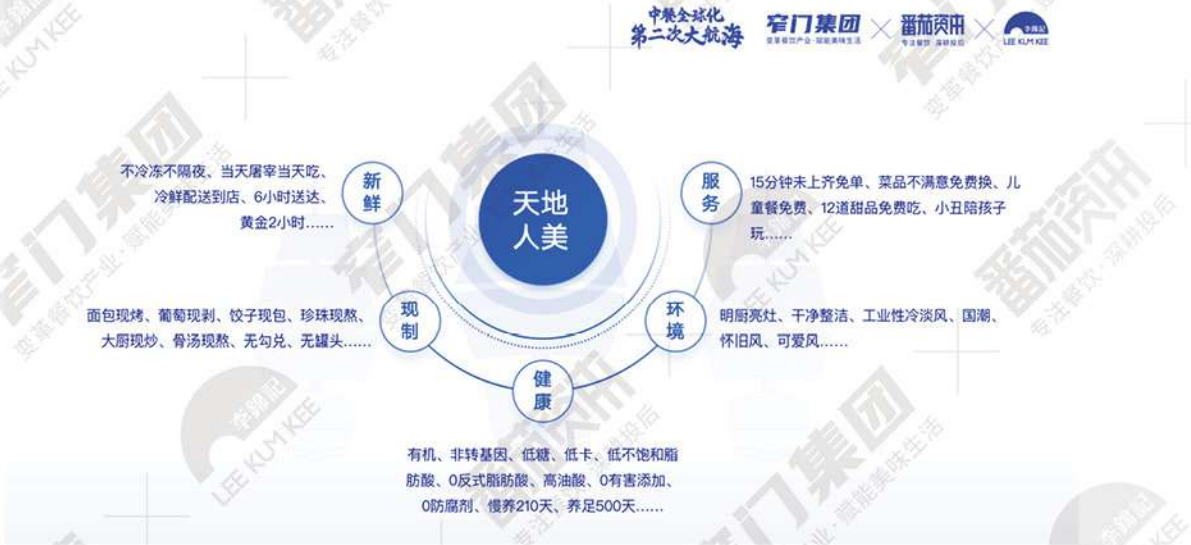 中餐全球化
第二次大航海
窄门集团
变革餐饮产业·赋能美味生活
番茄资本
专注餐饮·深耕投后
李錦記
LEE KUM KEE
天地
人美
新
鲜
不冷冻不隔夜、当天屠宰当天吃、
冷鲜配送到店、6小时送达、
黄金2小时……
现
制
面包现烤、葡萄现剥、饺子现包、珍珠现熬、
大厨现炒、骨汤现熬、无勾兑、无罐头……
健
康
有机、非转基因、低糖、低卡、低不饱和脂
肪酸、0反式脂肪酸、高油酸、0有害添加、
0防腐剂、慢养210天、养足500天……
环
境
明厨亮灶、干净整洁、工业性冷淡风、国潮、
怀旧风、可爱风……
服
务
15分钟未上齐免单、菜品不满意免费换、儿
童餐免费、12道甜品免费吃、小丑陪孩子
玩……